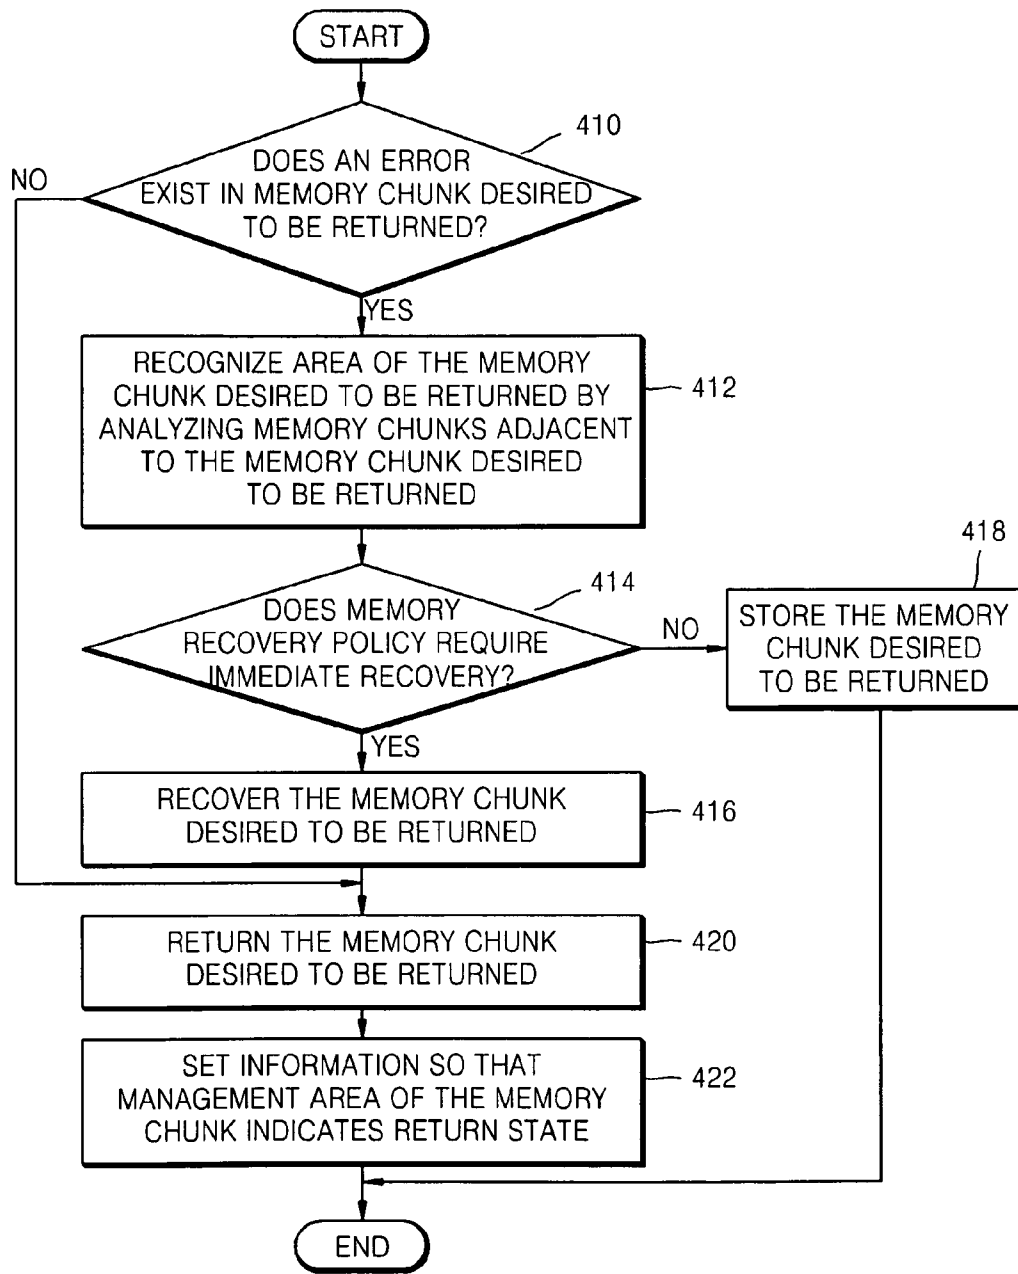 START
410
DOES AN ERROR
EXIST IN MEMORY CHUNK DESIRED
TO BE RETURNED?
NO
YES
RECOGNIZE AREA OF THE MEMORY
CHUNK DESIRED TO BE RETURNED BY
ANALYZING MEMORY CHUNKS ADJACENT
TO THE MEMORY CHUNK DESIRED
TO BE RETURNED
412
414
DOES MEMORY
RECOVERY POLICY REQUIRE
IMMEDIATE RECOVERY?
NO
418
STORE THE MEMORY
CHUNK DESIRED
TO BE RETURNED
YES
RECOVER THE MEMORY CHUNK
DESIRED TO BE RETURNED
416
RETURN THE MEMORY CHUNK
DESIRED TO BE RETURNED
420
SET INFORMATION SO THAT
MANAGEMENT AREA OF THE MEMORY
CHUNK INDICATES RETURN STATE
422
END